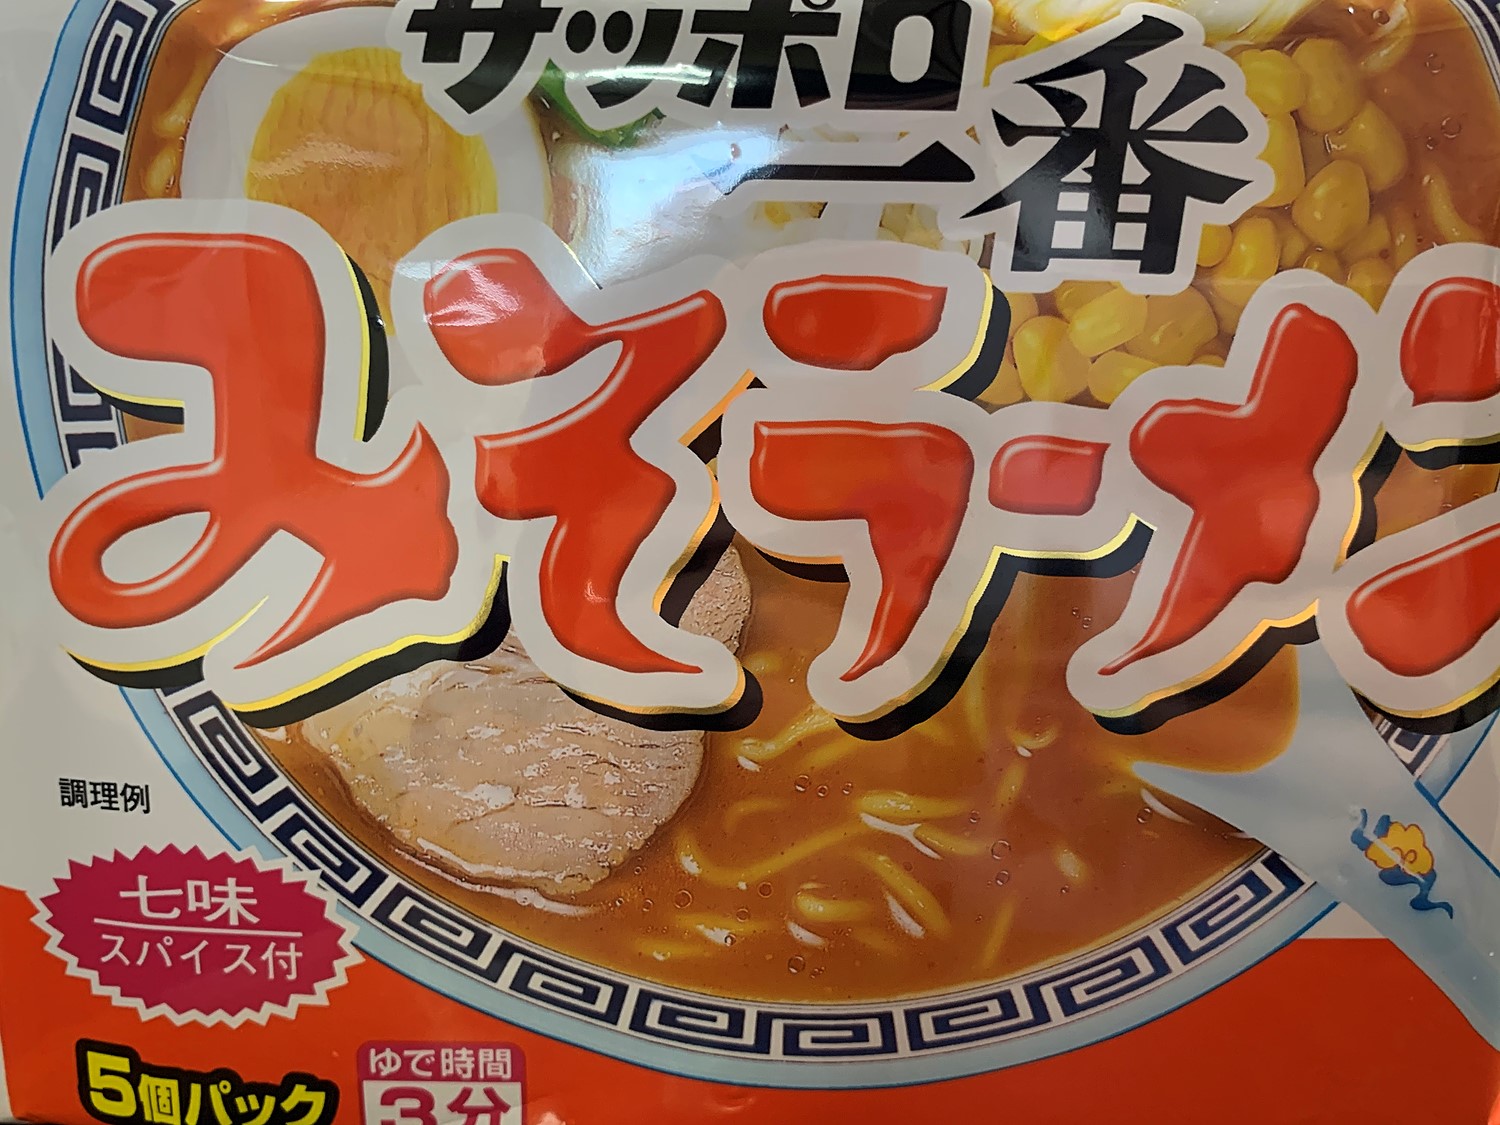 サッポロ
一番
みそラーメン
調理例
七味
スパイス付
5個パック
ゆで時間
3分